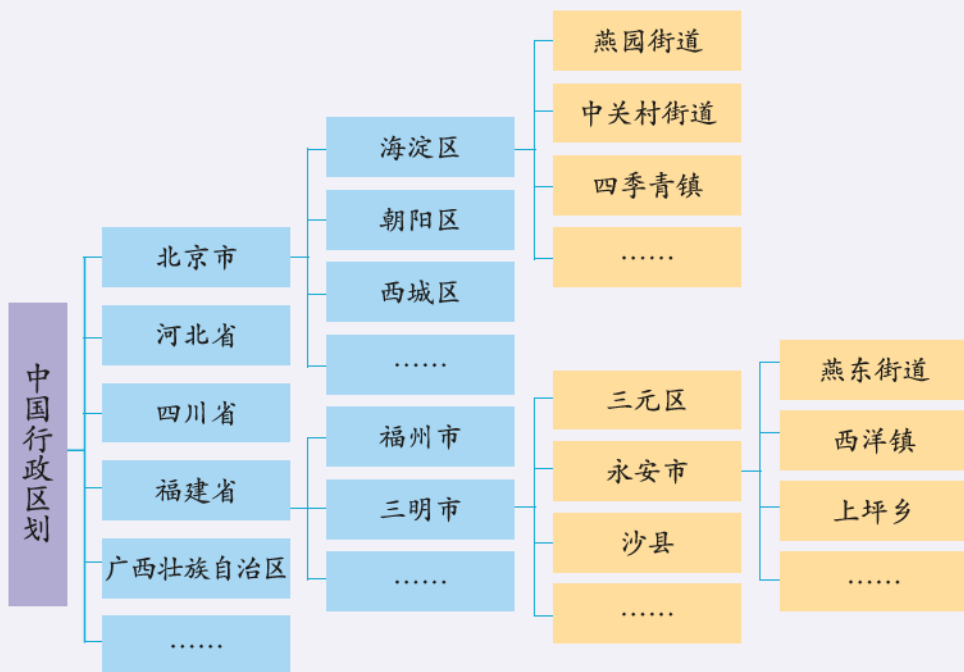 中国行政区划
北京市
河北省
四川省
福建省
广西壮族自治区
……
海淀区
朝阳区
西城区
……
福州市
三明市
……
燕园街道
中关村街道
四季青镇
……
三元区
永安市
沙县
……
燕东街道
西洋镇
上坪乡
……